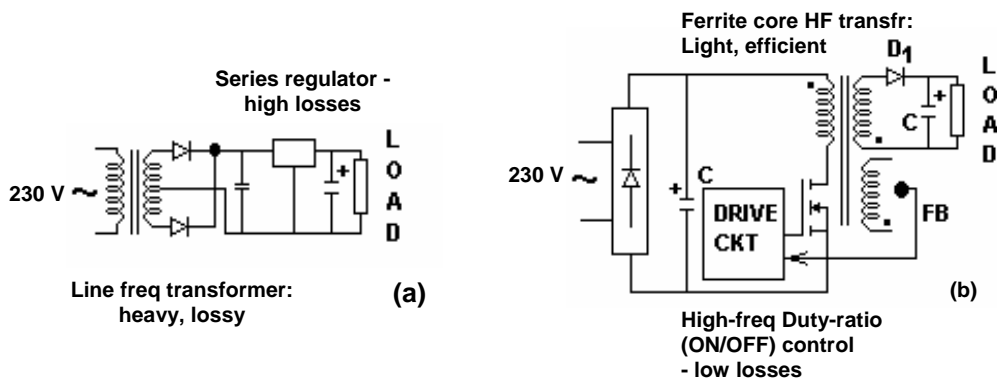 Series regulator -
high losses
230 V ~
+
L
O
A
D
Line freq transformer:
heavy, lossy
(a)
Ferrite core HF transfr:
Light, efficient
230 V ~
+ C
DRIVE
CKT
D1
C +
L
O
A
D
FB
(b)
High-freq Duty-ratio
(ON/OFF) control
- low losses